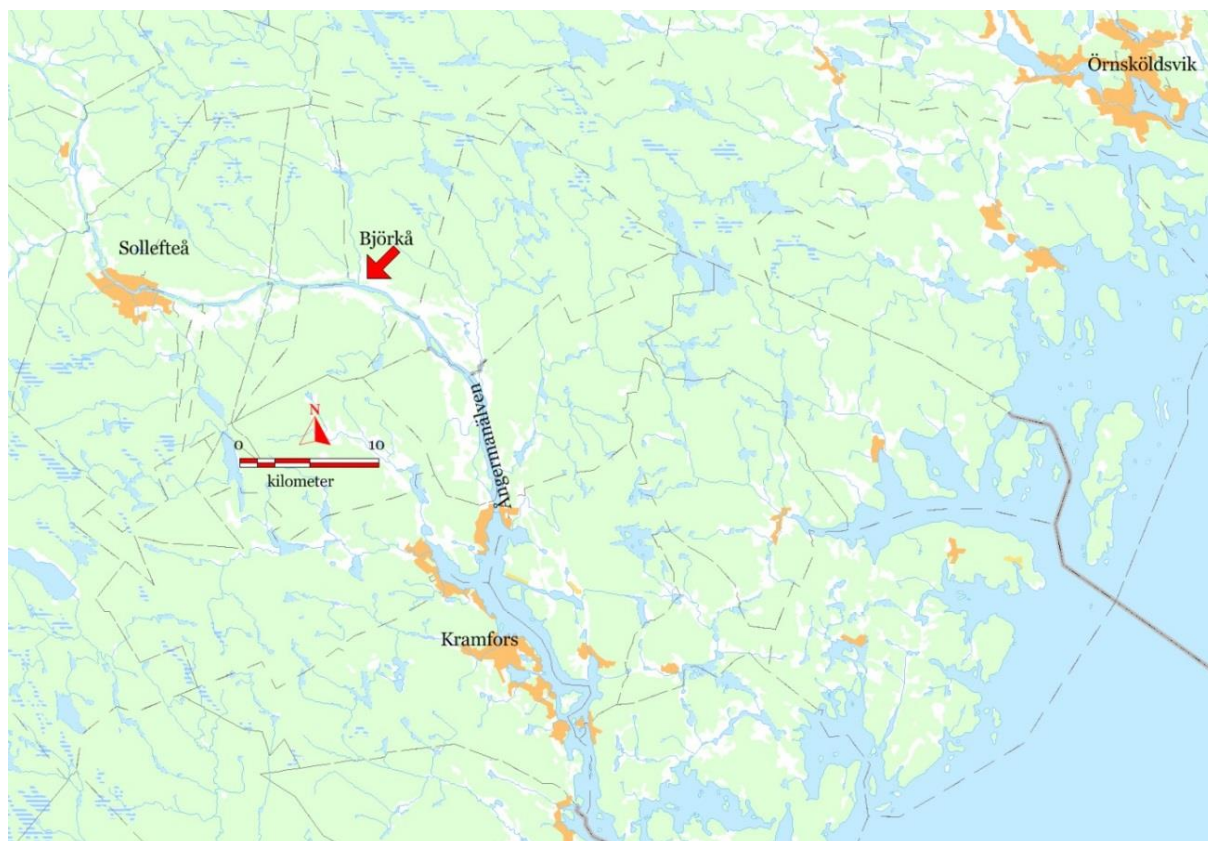 Örnsköldsvik
Björkå
Sollefteå
Ångermanälven
N
0 10
kilometer
Kramfors